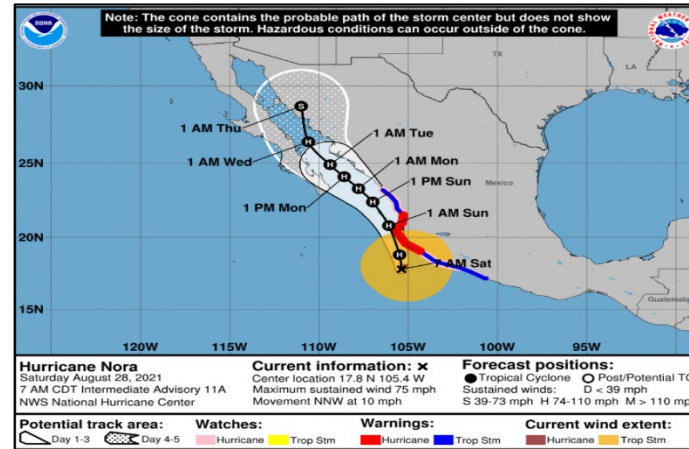 Note: The cone contains the probable path of the storm center but does not show
the size of the storm. Hazardous conditions can occur outside of the cone.
NOAA
TX
LA
30N
1 AM Thu
1 AM Tue
1 AM Wed
25N
1 AM Mon
1 PM Sun
Mexico
1 PM Mon
1 AM Sun
20N
7 AM Sat
Guatemala
15N
120W 115W 110W 105W 100W 95W
S
H
H
H
H
H
H
H
Hurricane Nora
Saturday August 28, 2021
7 AM CDT Intermediate Advisory 11A
NWS National Hurricane Center
Current information: ×
Center location 17.8 N 105.4 W
Maximum sustained wind 75 mph
Movement NNW at 10 mph
Forecast positions:
Tropical Cyclone Post/Potential TC
Sustained winds: D < 39 mph
S 39-73 mph H 74-110 mph M > 110 mph
Potential track area:
Day 1-3 Day 4-5
Watches:
Hurricane Trop Stm
Warnings:
Hurricane Trop Stm
Current wind extent:
Hurricane Trop Stm